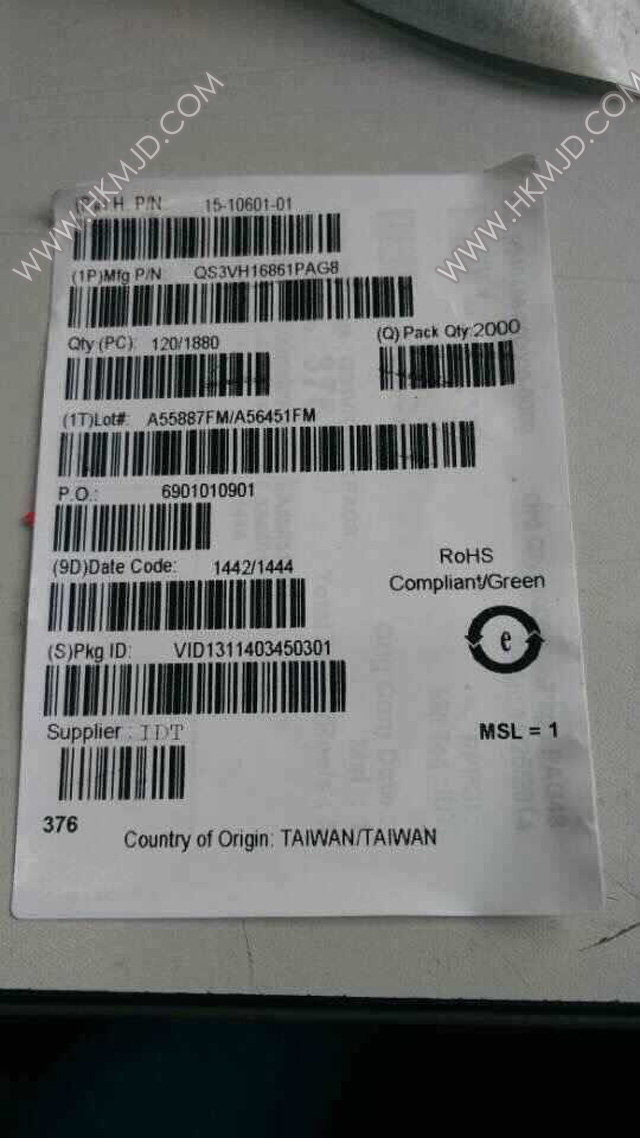 WWW.HKMJD.COM
WWW.HKMJD.COM
H P/N 15-10601-01
(1P)Mfg P/N QS3VH16861PAG8
Qty (PC): 120/1880 (Q) Pack Qty:2000
(1T)Lot#: A55887FM/A56451FM
P.O.: 6901010901
(9D)Date Code: 1442/1444
RoHS
Compliant/Green
e
(S)Pkg ID: VID1311403450301
Supplier : IDT
MSL = 1
376
Country of Origin: TAIWAN/TAIWAN